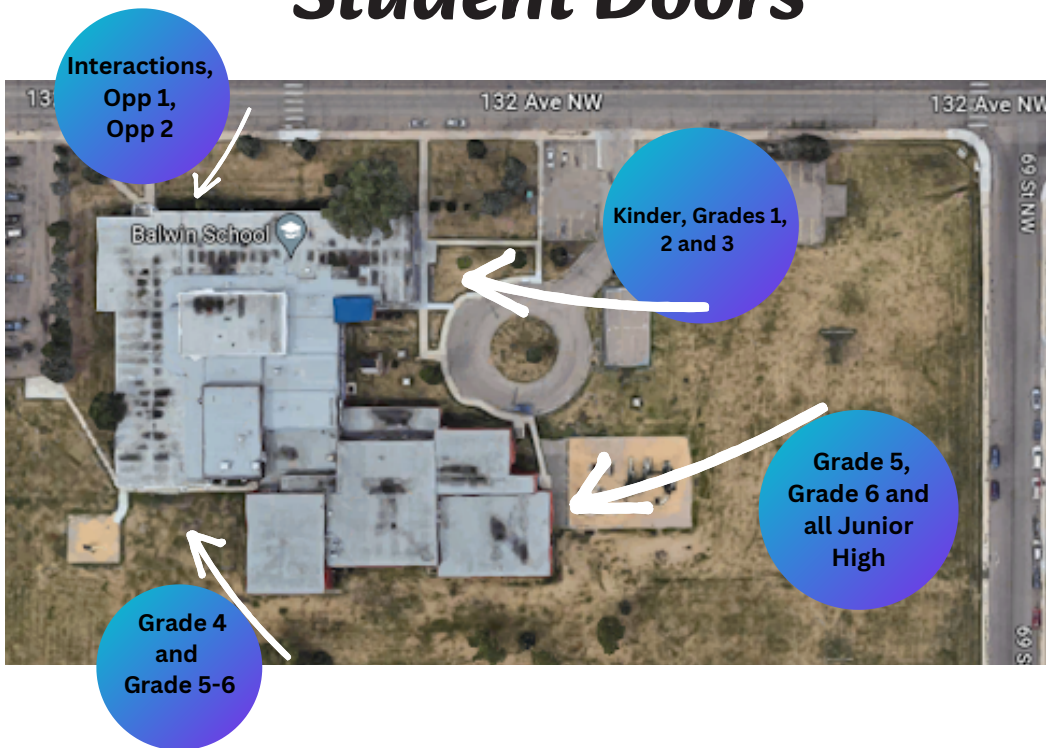 Student Doors
Interactions,
Opp 1,
Opp 2
13
132 Ave NW
132 Ave NW
69 St NW
Kinder, Grades 1,
2 and 3
Balwin School
Grade 5,
Grade 6 and
all Junior
High
Grade 4
and
Grade 5-6
69 S